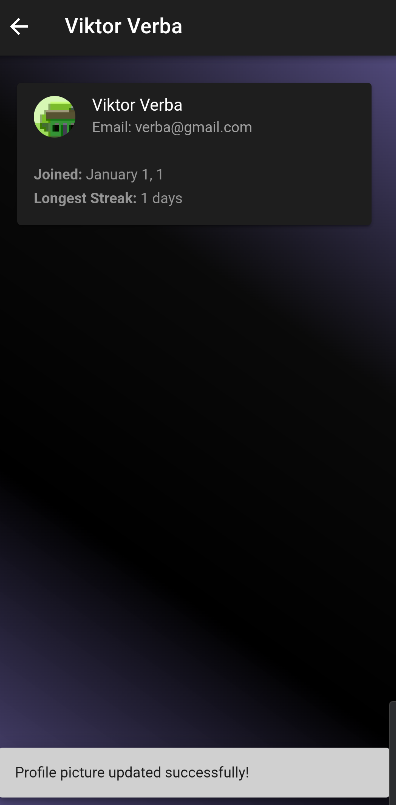 Viktor Verba
Viktor Verba
Email: verba@gmail.com
Joined: January 1, 1
Longest Streak: 1 days
Profile picture updated successfully!